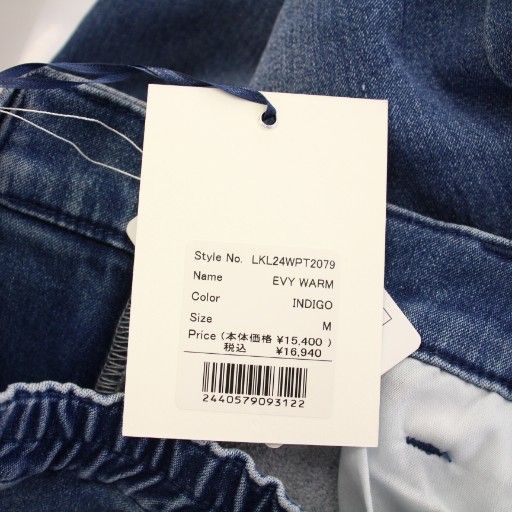 Style No. LKL24WPT2079
Name EVY WARM
Color INDIGO
Size M
Price (本体価格 ¥15,400 )
税込 ¥16,940
2440579093122